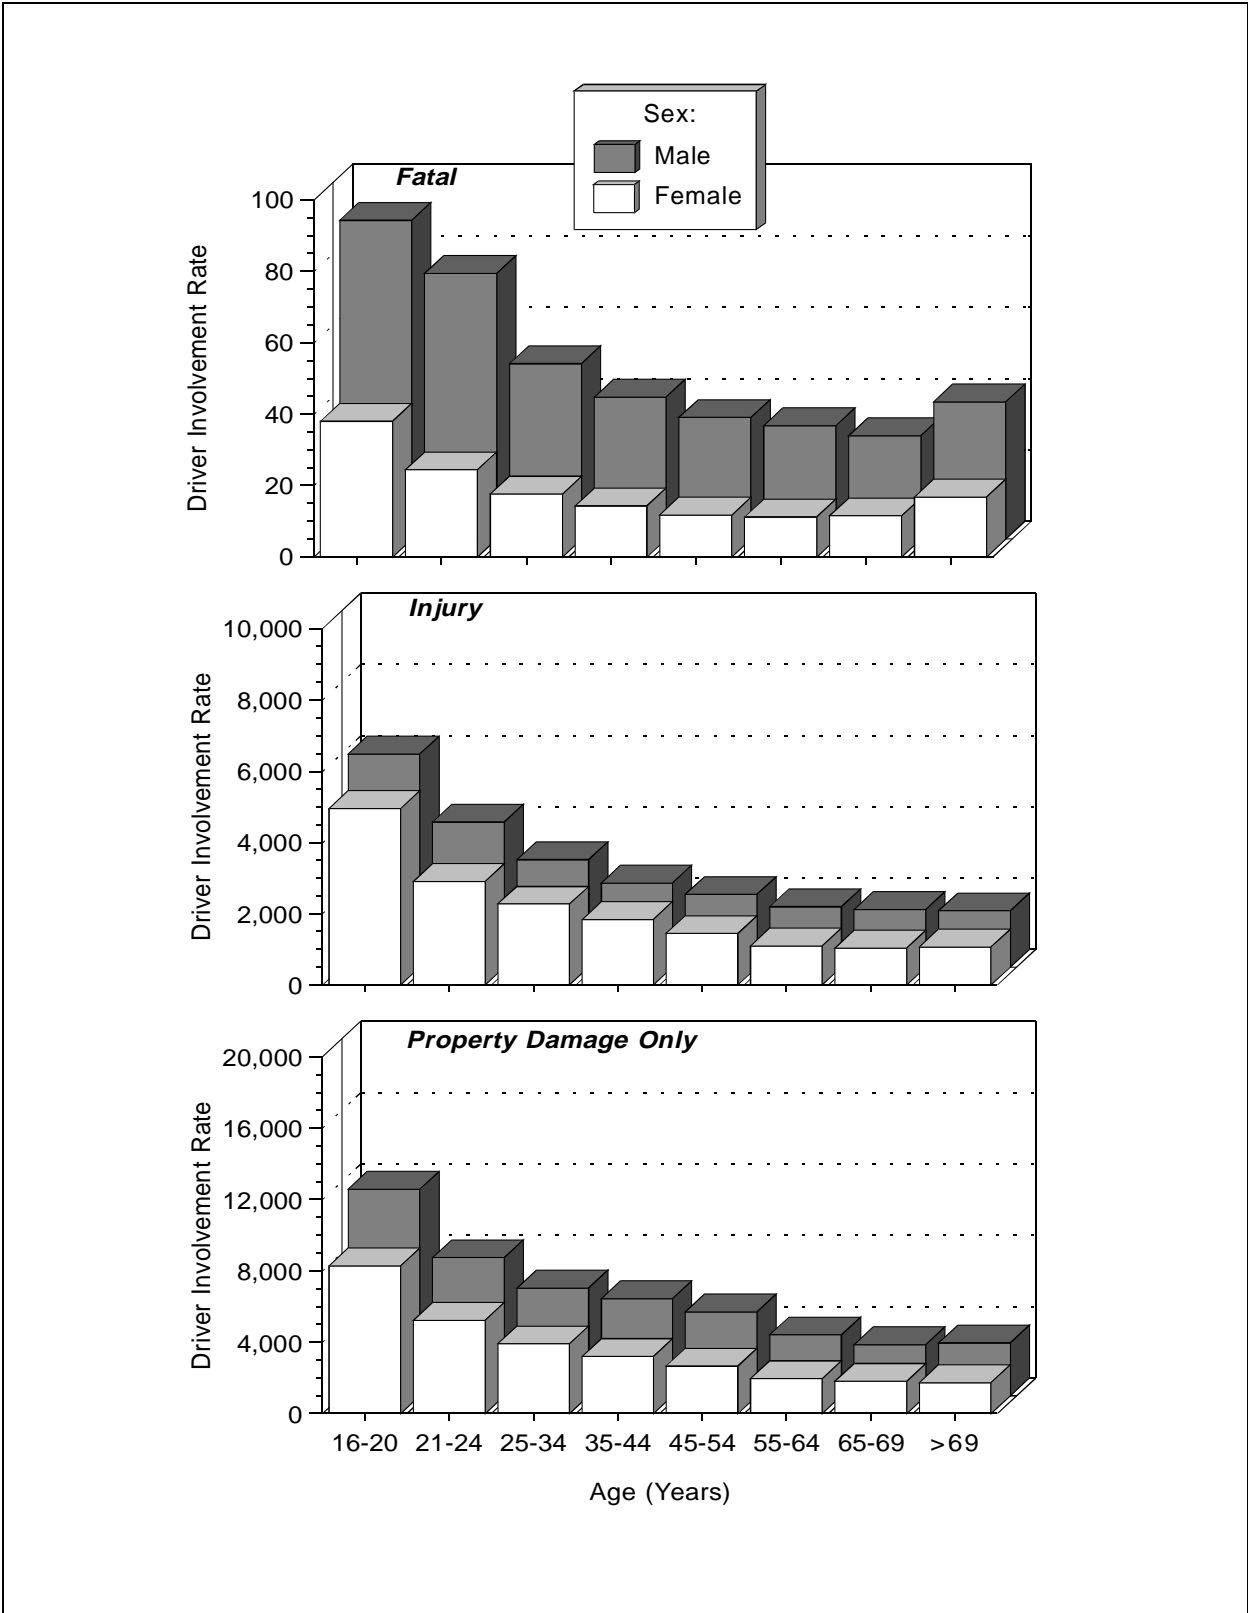 Sex:
Male
Female
Fatal
100
80
60
40
20
0
Driver Involvement Rate
Injury
10,000
8,000
6,000
4,000
2,000
0
Driver Involvement Rate
Property Damage Only
20,000
16,000
12,000
8,000
4,000
0
Driver Involvement Rate
16-20 21-24 25-34 35-44 45-54 55-64 65-69 >69
Age (Years)